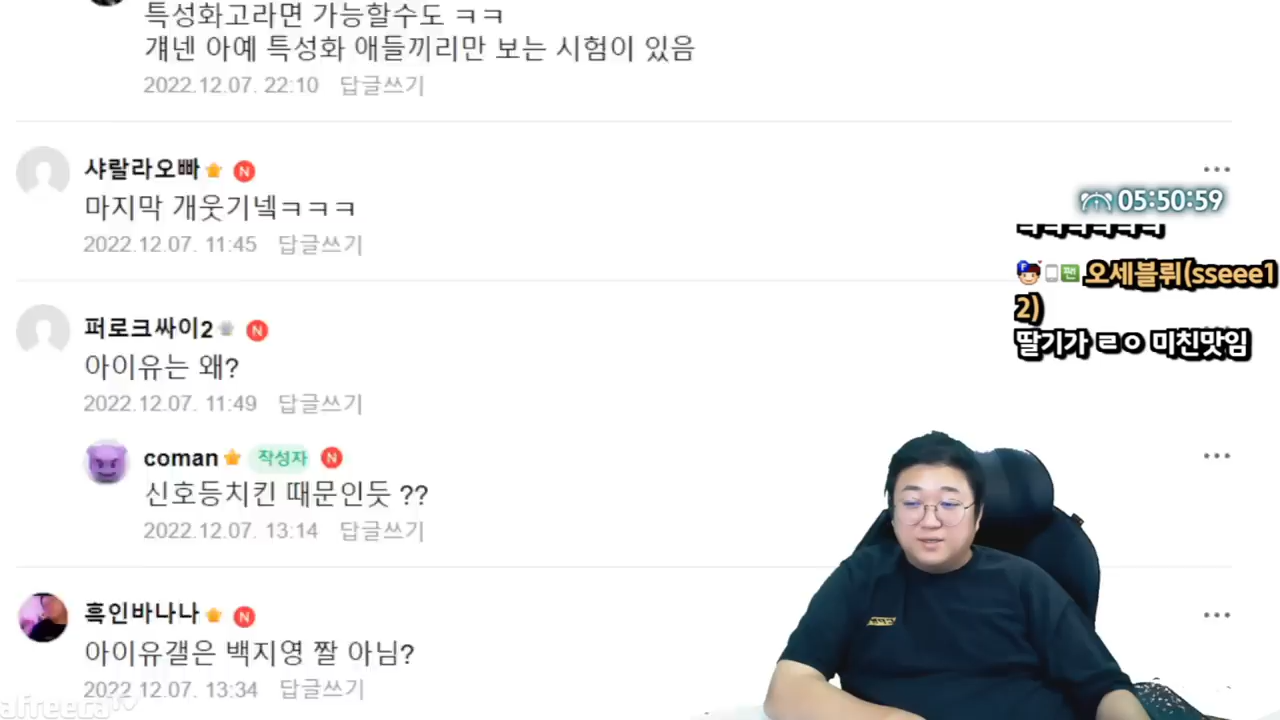 특성화고라면 가능할수도 ㅋㅋ
걔넨 아예 특성화 애들끼리만 보는 시험이 있음
2022.12.07. 22:10 답글쓰기
샤랄라오빠 N
마지막 개웃기넼ㅋㅋㅋ
2022.12.07. 11:45 답글쓰기
퍼로크싸이2 N
아이유는 왜?
2022.12.07. 11:49 답글쓰기
coman 작성자 N
신호등치킨 때문인듯 ??
2022.12.07. 13:14 답글쓰기
흑인바나나 N
아이유갤은 백지영 짤 아님?
2022.12.07. 13:34 답글쓰기
05:50:59
팬 오세블뤼(sseee1
2)
딸기가 ㄹㅇ 미친맛임
afreecaTV